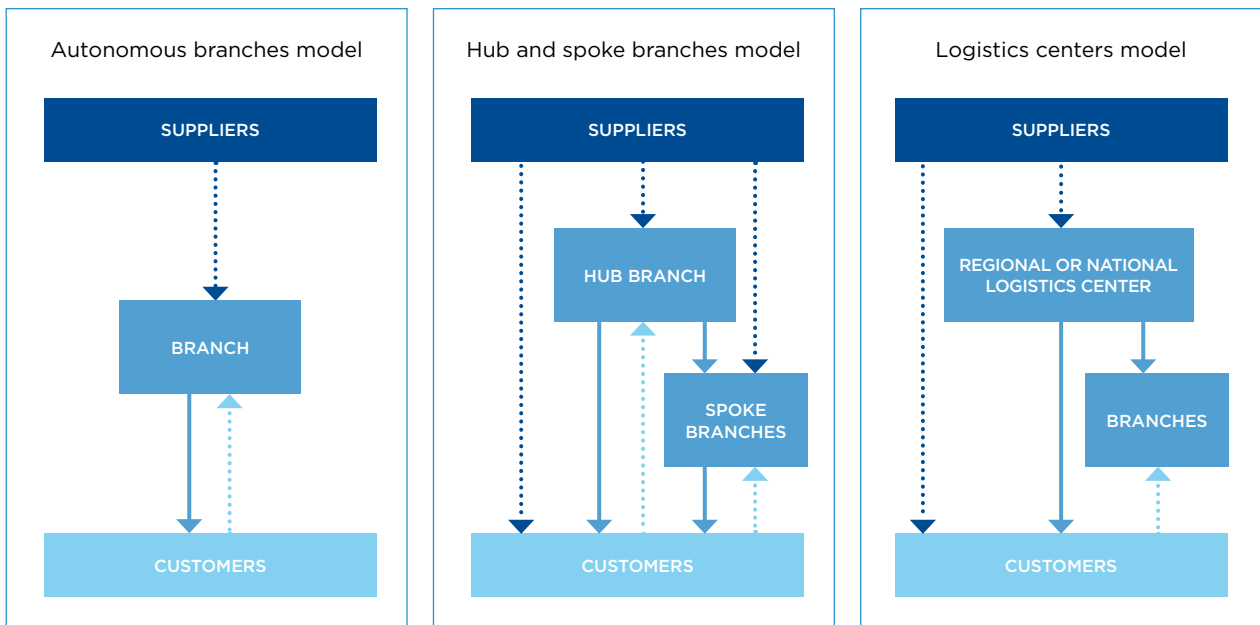 Autonomous branches model
SUPPLIERS
BRANCH
CUSTOMERS
Hub and spoke branches model
SUPPLIERS
HUB BRANCH
SPOKE
BRANCHES
CUSTOMERS
Logistics centers model
SUPPLIERS
REGIONAL OR NATIONAL
LOGISTICS CENTER
BRANCHES
CUSTOMERS